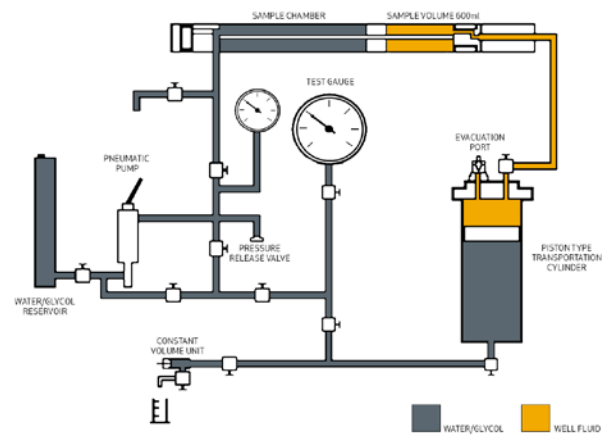 SAMPLE CHAMBER
SAMPLE VOLUME 600ml
TEST GAUGE
EVACUATION
PORT
PNEUMATIC
PUMP
PRESSURE
RELEASE VALVE
PISTON TYPE
TRANSPORTATION
CYLINDER
WATER/GLYCOL
RESERVOIR
CONSTANT
VOLUME UNIT
WATER/GLYCOL
WELL FLUID